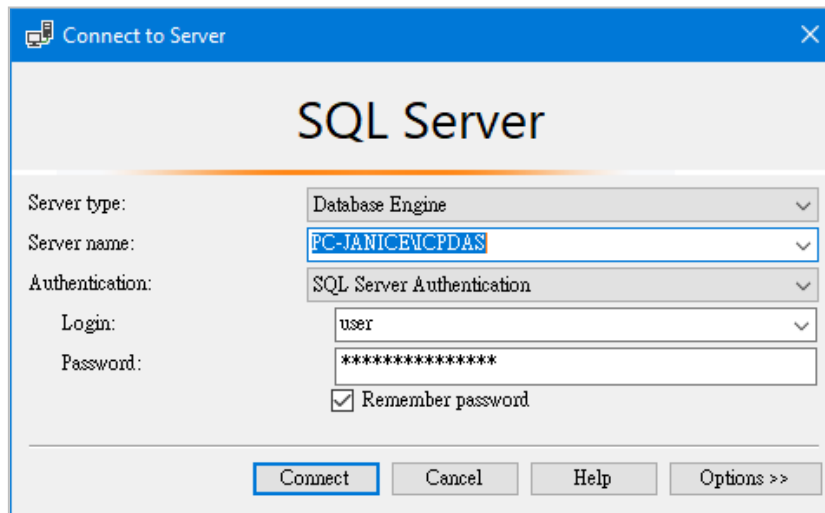 Connect to Server
SQL Server
Server type: Database Engine
Server name: PC-JANICE\ICPDAS
Authentication: SQL Server Authentication
Login: user
Password: ***************
Remember password
Connect Cancel Help Options >>